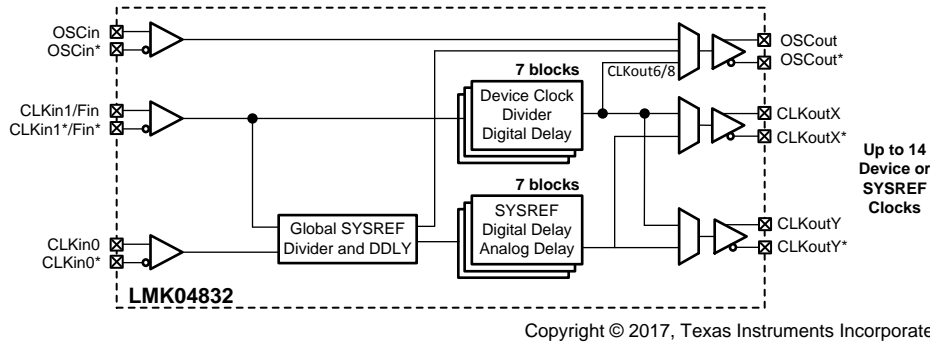 OSCin
OSCin*
CLKin1/Fin
CLKin1*/Fin*
CLKin0
CLKin0*
7 blocks
Device Clock
Divider
Digital Delay
7 blocks
SYSREF
Digital Delay
Analog Delay
Global SYSREF
Divider and DDLY
CLKout6/8
OSCout
OSCout*
CLKoutX
CLKoutX*
CLKoutY
CLKoutY*
Up to 14
Device or
SYSREF
Clocks
LMK04832
Copyright © 2017, Texas Instruments Incorporate